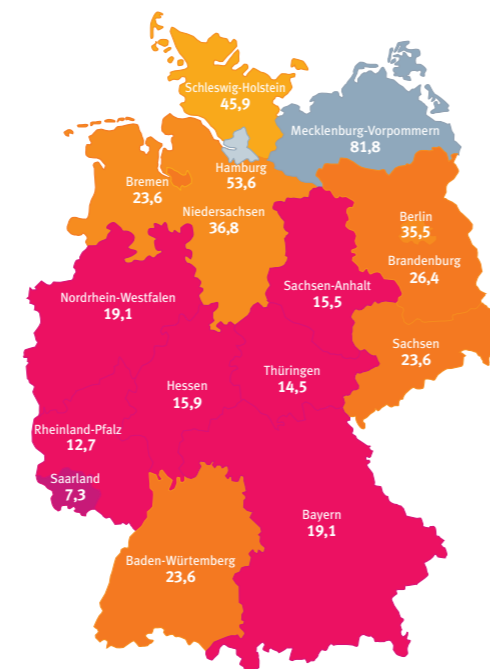 Schleswig-Holstein
45,9
Mecklenburg-Vorpommern
81,8
Hamburg
53,6
Bremen
23,6
Niedersachsen
36,8
Berlin
35,5
Brandenburg
26,4
Sachsen-Anhalt
15,5
Nordrhein-Westfalen
19,1
Sachsen
23,6
Thüringen
14,5
Hessen
15,9
Rheinland-Pfalz
12,7
Saarland
7,3
Bayern
19,1
Baden-Würtemberg
23,6